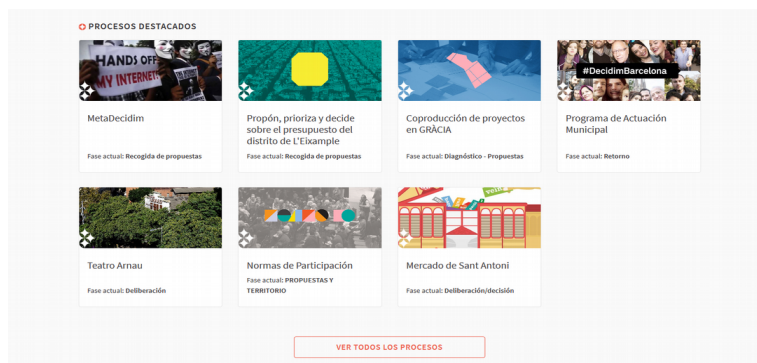 PROCESOS DESTACADOS
HANDS OFF
MY INTERNET!
#DecidimBarcelona
MetaDecidim
Fase actual: Recogida de propuestas
Propón, prioriza y decide
sobre el presupuesto del
distrito de L'Eixample
Fase actual: Recogida de propuestas
Coproducción de proyectos
en GRÀCIA
Fase actual: Diagnóstico - Propuestas
Programa de Actuación
Municipal
Fase actual: Retorno
Teatro Arnau
Fase actual: Deliberación
Normas de Participación
Fase actual: PROPUESTAS Y
TERRITORIO
Mercado de Sant Antoni
Fase actual: Deliberación/decisión
VER TODOS LOS PROCESOS